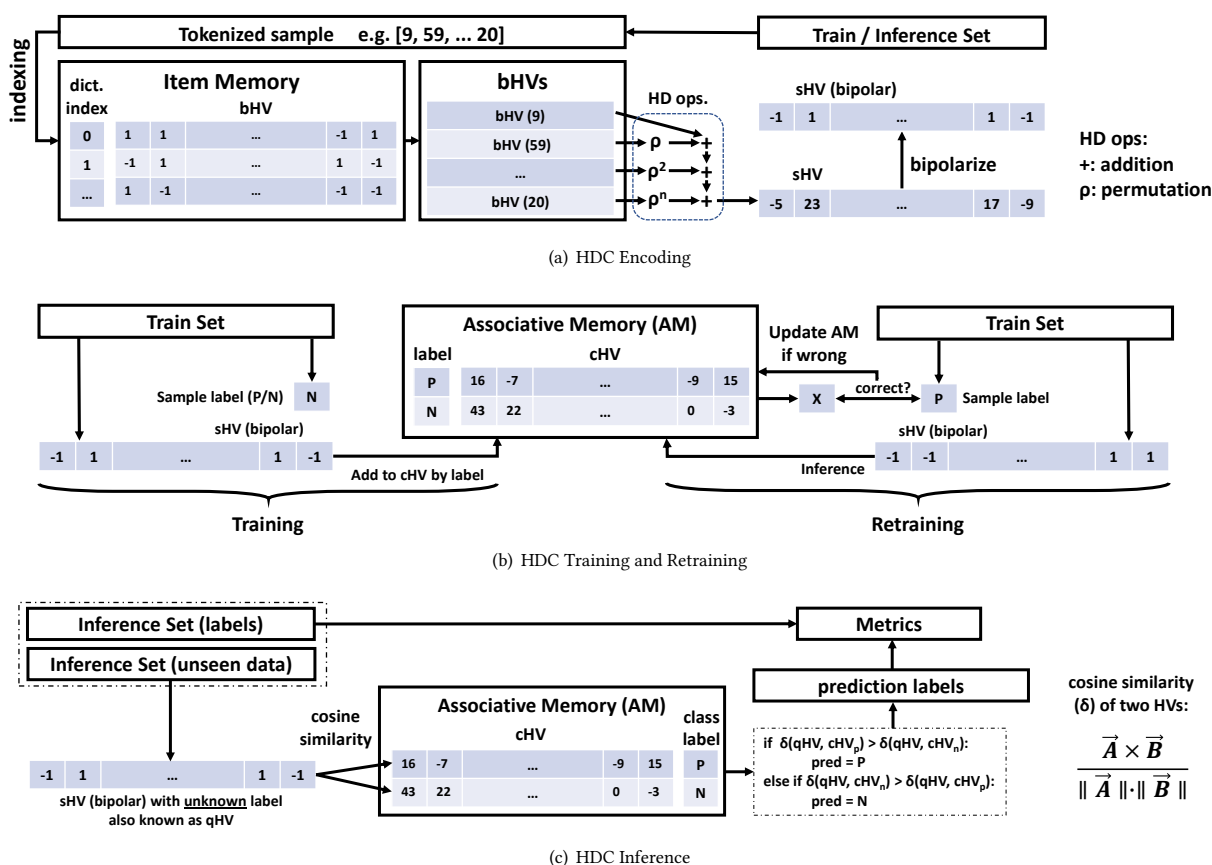 Tokenized sample e.g. [9, 59, ... 20]
Train / Inference Set
indexing
Item Memory
dict. index
bHV
0 1 1 ... -1 1
1 -1 1 ... 1 -1
... 1 -1 ... -1 -1
bHVs
bHV (9)
bHV (59)
...
bHV (20)
HD ops.
+
ρ +
ρ² +
ρⁿ +
sHV (bipolar)
-1 1 ... 1 -1
bipolarize
sHV
-5 23 ... 17 -9
HD ops:
+: addition
ρ: permutation
(a) HDC Encoding
Train Set
Sample label (P/N) N
sHV (bipolar)
-1 1 ... 1 -1
Add to cHV by label
Training
Associative Memory (AM)
label cHV
P 16 -7 ... -9 15
N 43 22 ... 0 -3
Update AM
if wrong
X
correct?
P
Sample label
Train Set
sHV (bipolar)
-1 -1 ... 1 1
Inference
Retraining
(b) HDC Training and Retraining
Inference Set (labels)
Inference Set (unseen data)
-1 1 ... 1 -1
sHV (bipolar) with unknown label
also known as qHV
cosine
similarity
Associative Memory (AM)
cHV
class
label
16 -7 ... -9 15 P
43 22 ... 0 -3 N
Metrics
prediction labels
if δ(qHV, cHVₚ) > δ(qHV, cHVₙ):
pred = P
else if δ(qHV, cHVₙ) > δ(qHV, cHVₚ):
pred = N
cosine similarity
(δ) of two HVs:
A⃗ × B⃗
‖ A⃗ ‖·‖ B⃗ ‖
(c) HDC Inference